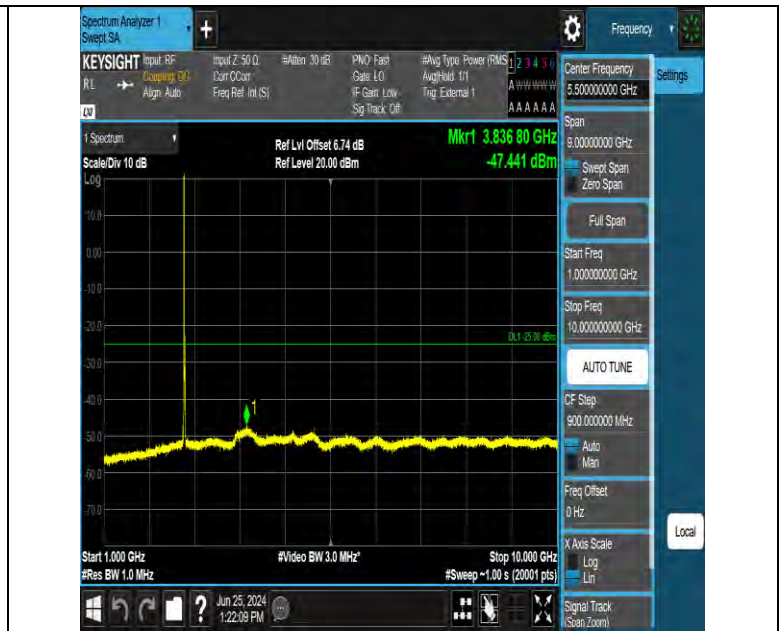 Spectrum Analyzer 1
Swept SA
+
Frequency
KEYSIGHT
RL
LXI
Input: RF
Coupling: DC
Align: Auto
Input Z: 50 Ω
Corr CCorr
Freq Ref: Int (S)
#Atten: 30 dB
PNO: Fast
Gate: LO
IF Gain: Low
Sig Track: Off
#Avg Type: Power (RMS
Avg|Hold: 1/1
Trig: External 1
1 2 3 4 5 6
A W W W W W
A A A A A A
Settings
Center Frequency
5.500000000 GHz
Span
9.00000000 GHz
Swept Span
Zero Span
Full Span
Start Freq
1.000000000 GHz
Stop Freq
10.000000000 GHz
AUTO TUNE
CF Step
900.000000 MHz
Auto
Man
Freq Offset
0 Hz
X Axis Scale
Log
Lin
Signal Track
(Span Zoom)
Local
1 Spectrum
Scale/Div 10 dB
Log
Ref Lvl Offset 6.74 dB
Ref Level 20.00 dBm
Mkr1 3.836 80 GHz
-47.441 dBm
10.0
0.00
-10.0
-20.0
DL1 -25.00 dBm
-30.0
-40.0
1
-50.0
-60.0
-70.0
Start 1.000 GHz
#Res BW 1.0 MHz
#Video BW 3.0 MHz*
Stop 10.000 GHz
#Sweep ~1.00 s (20001 pts)
?
Jun 25, 2024
1:22:09 PM